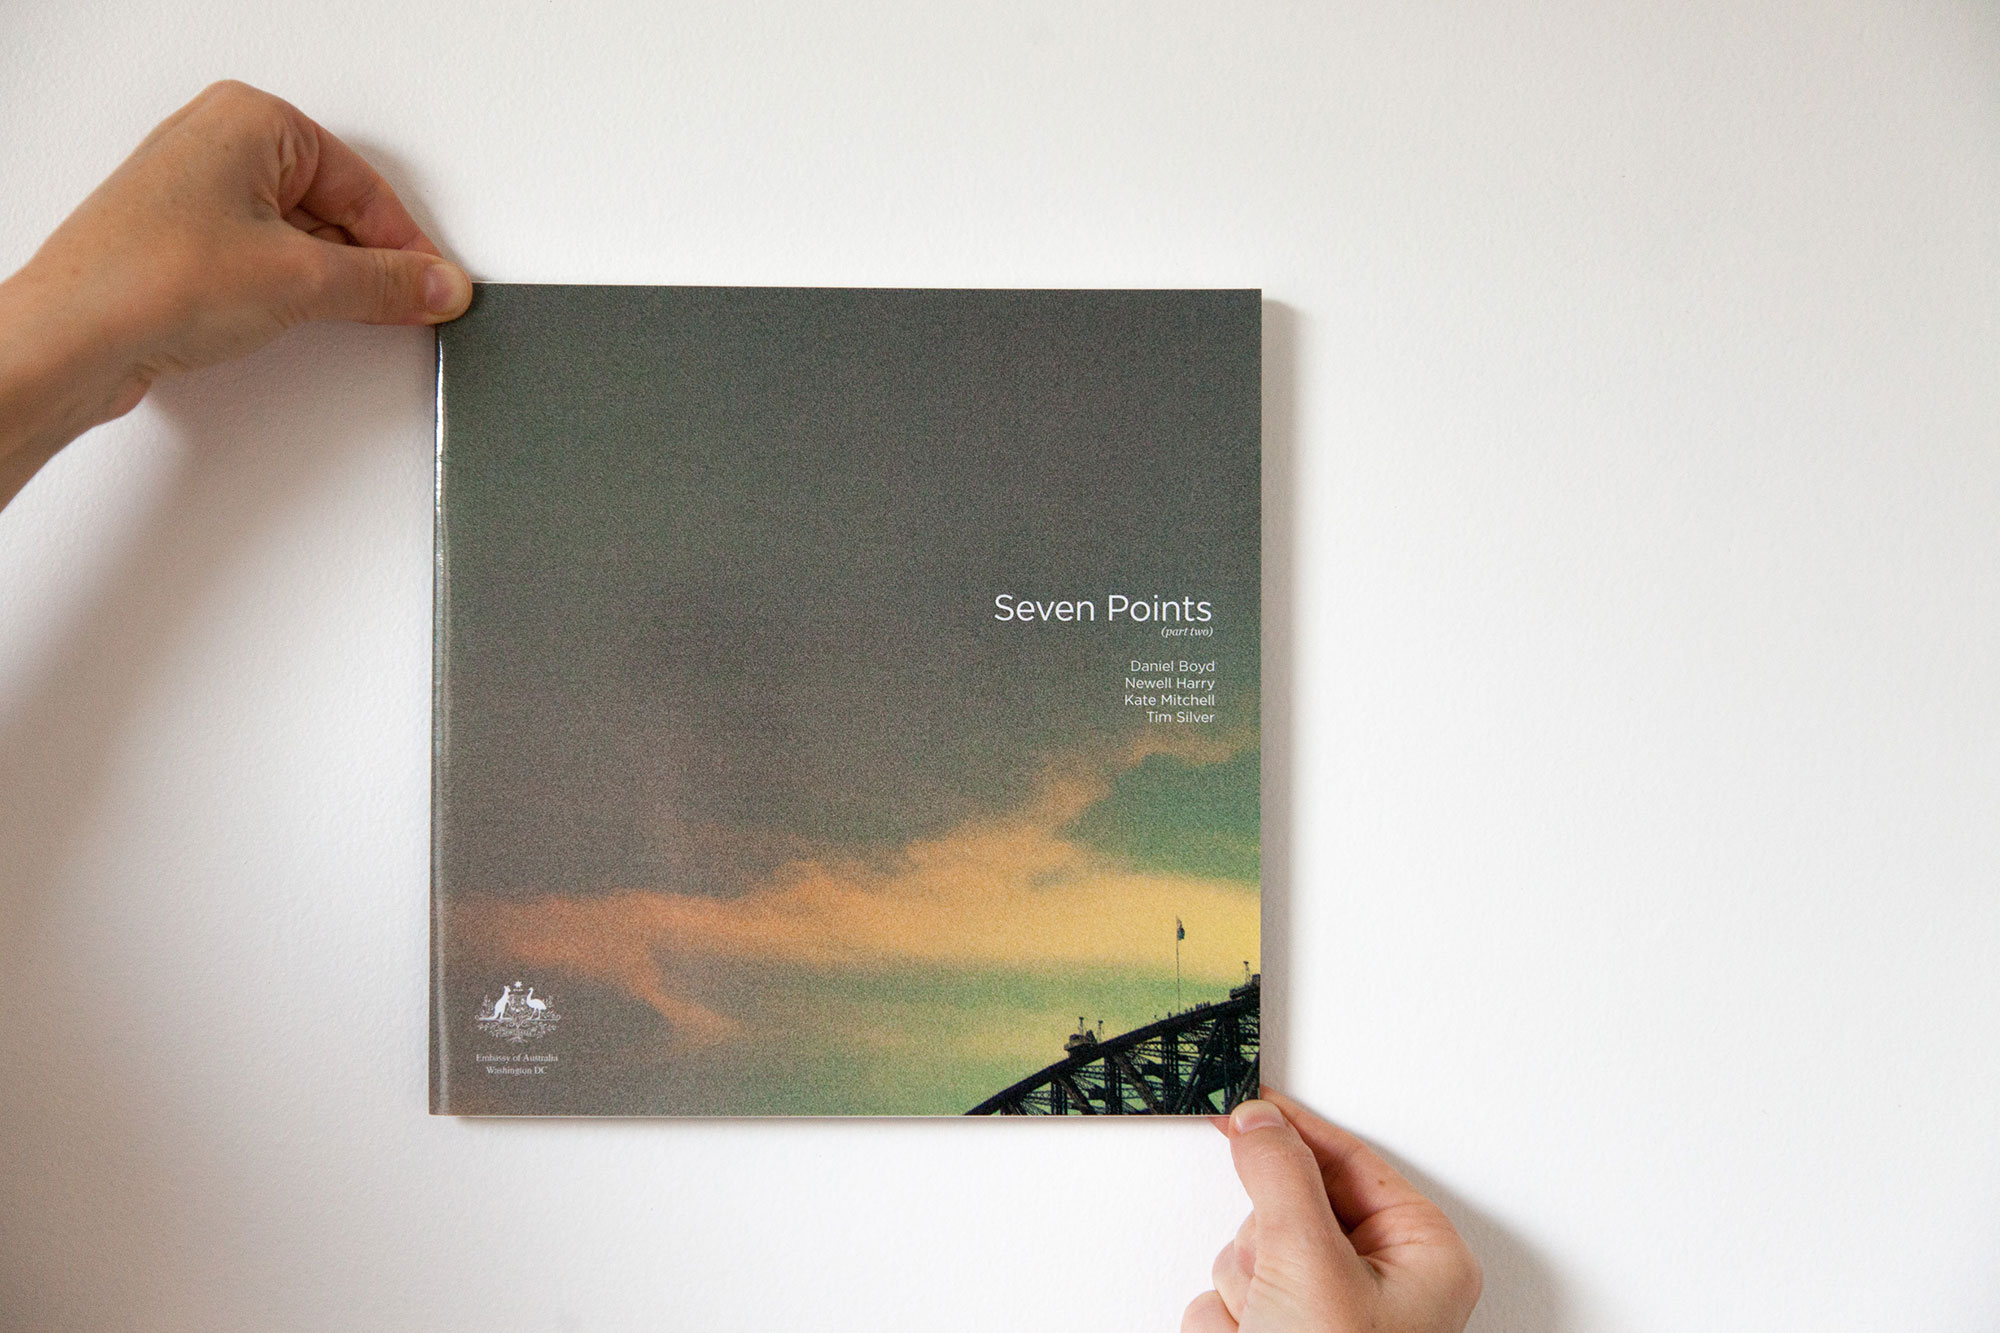 Seven Points
(part two)
Daniel Boyd
Newell Harry
Kate Mitchell
Tim Silver
Embassy of Australia
Washington DC